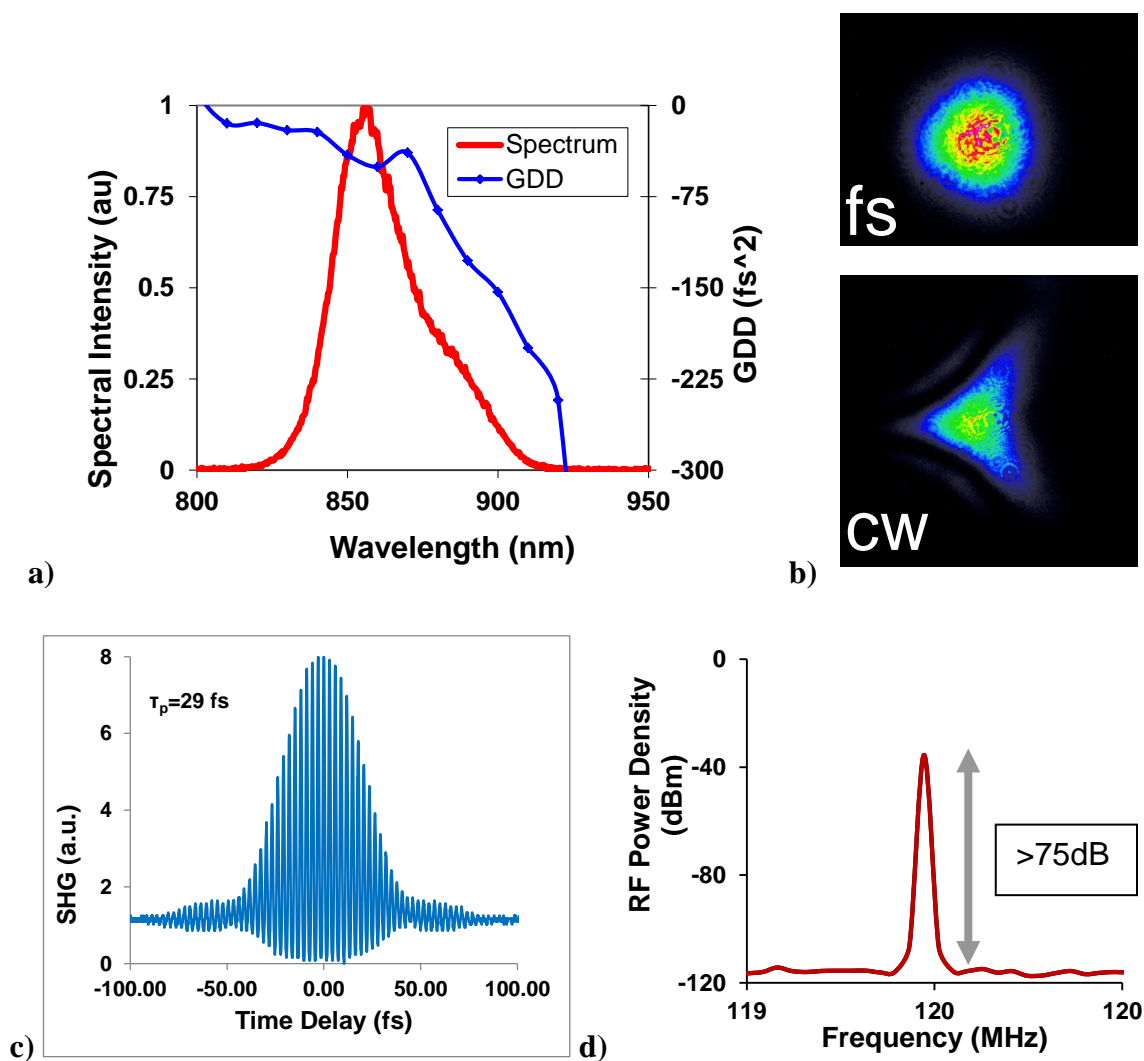 1
0.75
0.5
0.25
0
Spectral Intensity (au)
800
850
900
950
Wavelength (nm)
0
-75
-150
-225
-300
GDD (fs^2)
Spectrum
GDD
a)
fs
cw
b)
8
6
4
2
0
SHG (a.u.)
τp=29 fs
-100.00
-50.00
0.00
50.00
100.00
Time Delay (fs)
c)
0
-40
-80
-120
RF Power Density
(dBm)
>75dB
119
120
120
Frequency (MHz)
d)